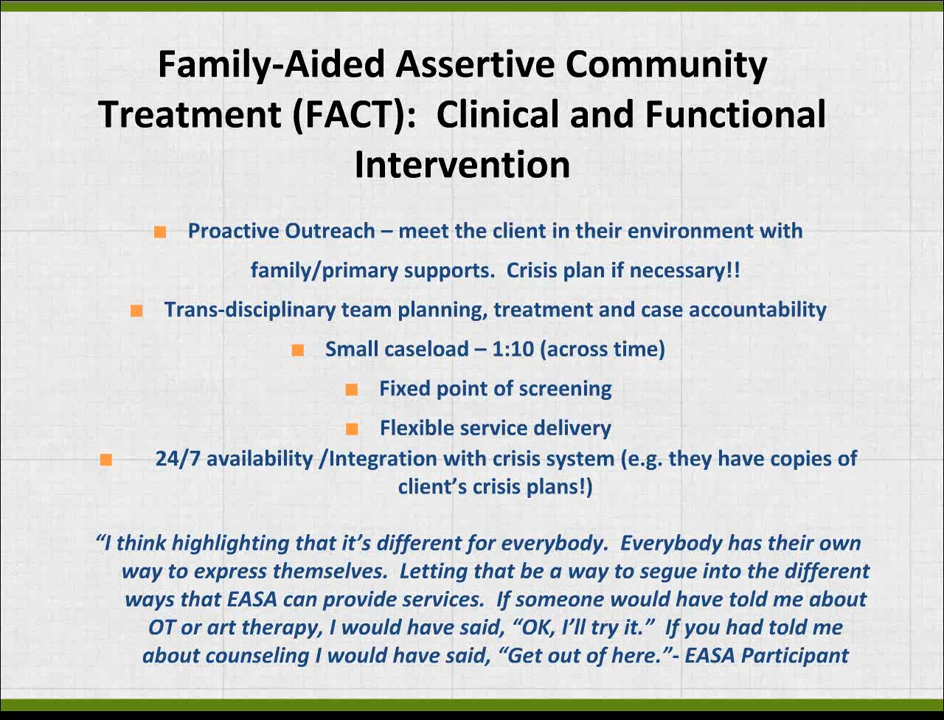 Family-Aided Assertive Community
Treatment (FACT):  Clinical and Functional
Intervention
■ Proactive Outreach – meet the client in their environment with
family/primary supports.  Crisis plan if necessary!!
■ Trans-disciplinary team planning, treatment and case accountability
■ Small caseload – 1:10 (across time)
■ Fixed point of screening
■ Flexible service delivery
■ 24/7 availability /Integration with crisis system (e.g. they have copies of
client’s crisis plans!)
“I think highlighting that it’s different for everybody.  Everybody has their own
way to express themselves.  Letting that be a way to segue into the different
ways that EASA can provide services.  If someone would have told me about
OT or art therapy, I would have said, “OK, I’ll try it.”  If you had told me
about counseling I would have said, “Get out of here.”- EASA Participant